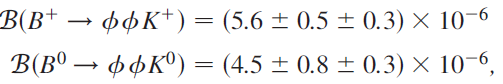 ℬ(B⁺ → ϕϕK⁺) = (5.6 ± 0.5 ± 0.3) × 10⁻⁶
ℬ(B⁰ → ϕϕK⁰) = (4.5 ± 0.8 ± 0.3) × 10⁻⁶,